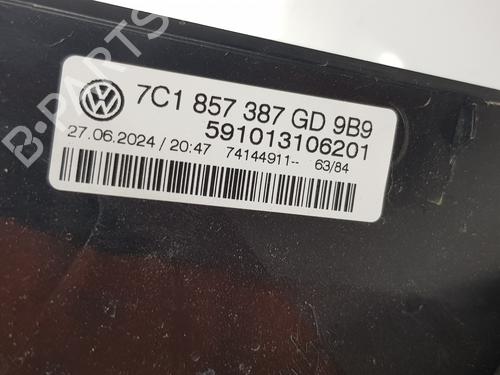 B-PARTS
7C1 857 387 GD 9B9
591013106201
27.06.2024 / 20:47 74144911-- 63/84